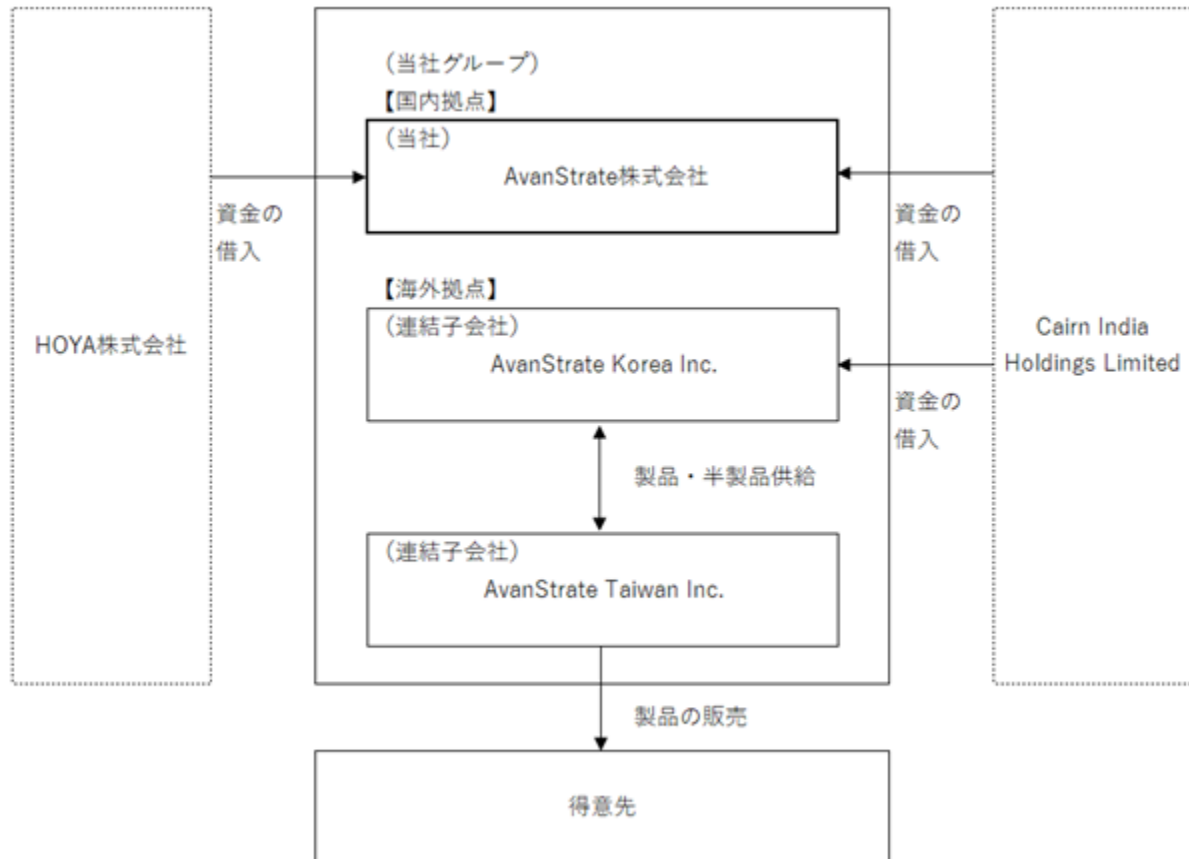 （当社グループ）
【国内拠点】
（当社）
AvanStrate株式会社
資金の
借入
資金の
借入
【海外拠点】
（連結子会社）
AvanStrate Korea Inc.
HOYA株式会社
Cairn India
Holdings Limited
資金の
借入
製品・半製品供給
（連結子会社）
AvanStrate Taiwan Inc.
製品の販売
得意先